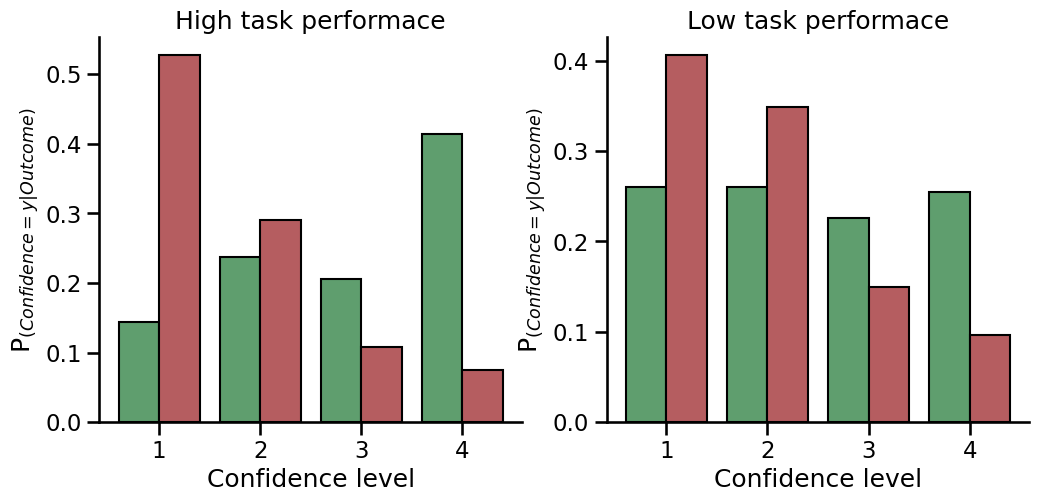 High task performace
P(Confidence = y|Outcome)
0.5
0.4
0.3
0.2
0.1
0.0
1 2 3 4
Confidence level
Low task performace
P(Confidence = y|Outcome)
0.4
0.3
0.2
0.1
0.0
1 2 3 4
Confidence level